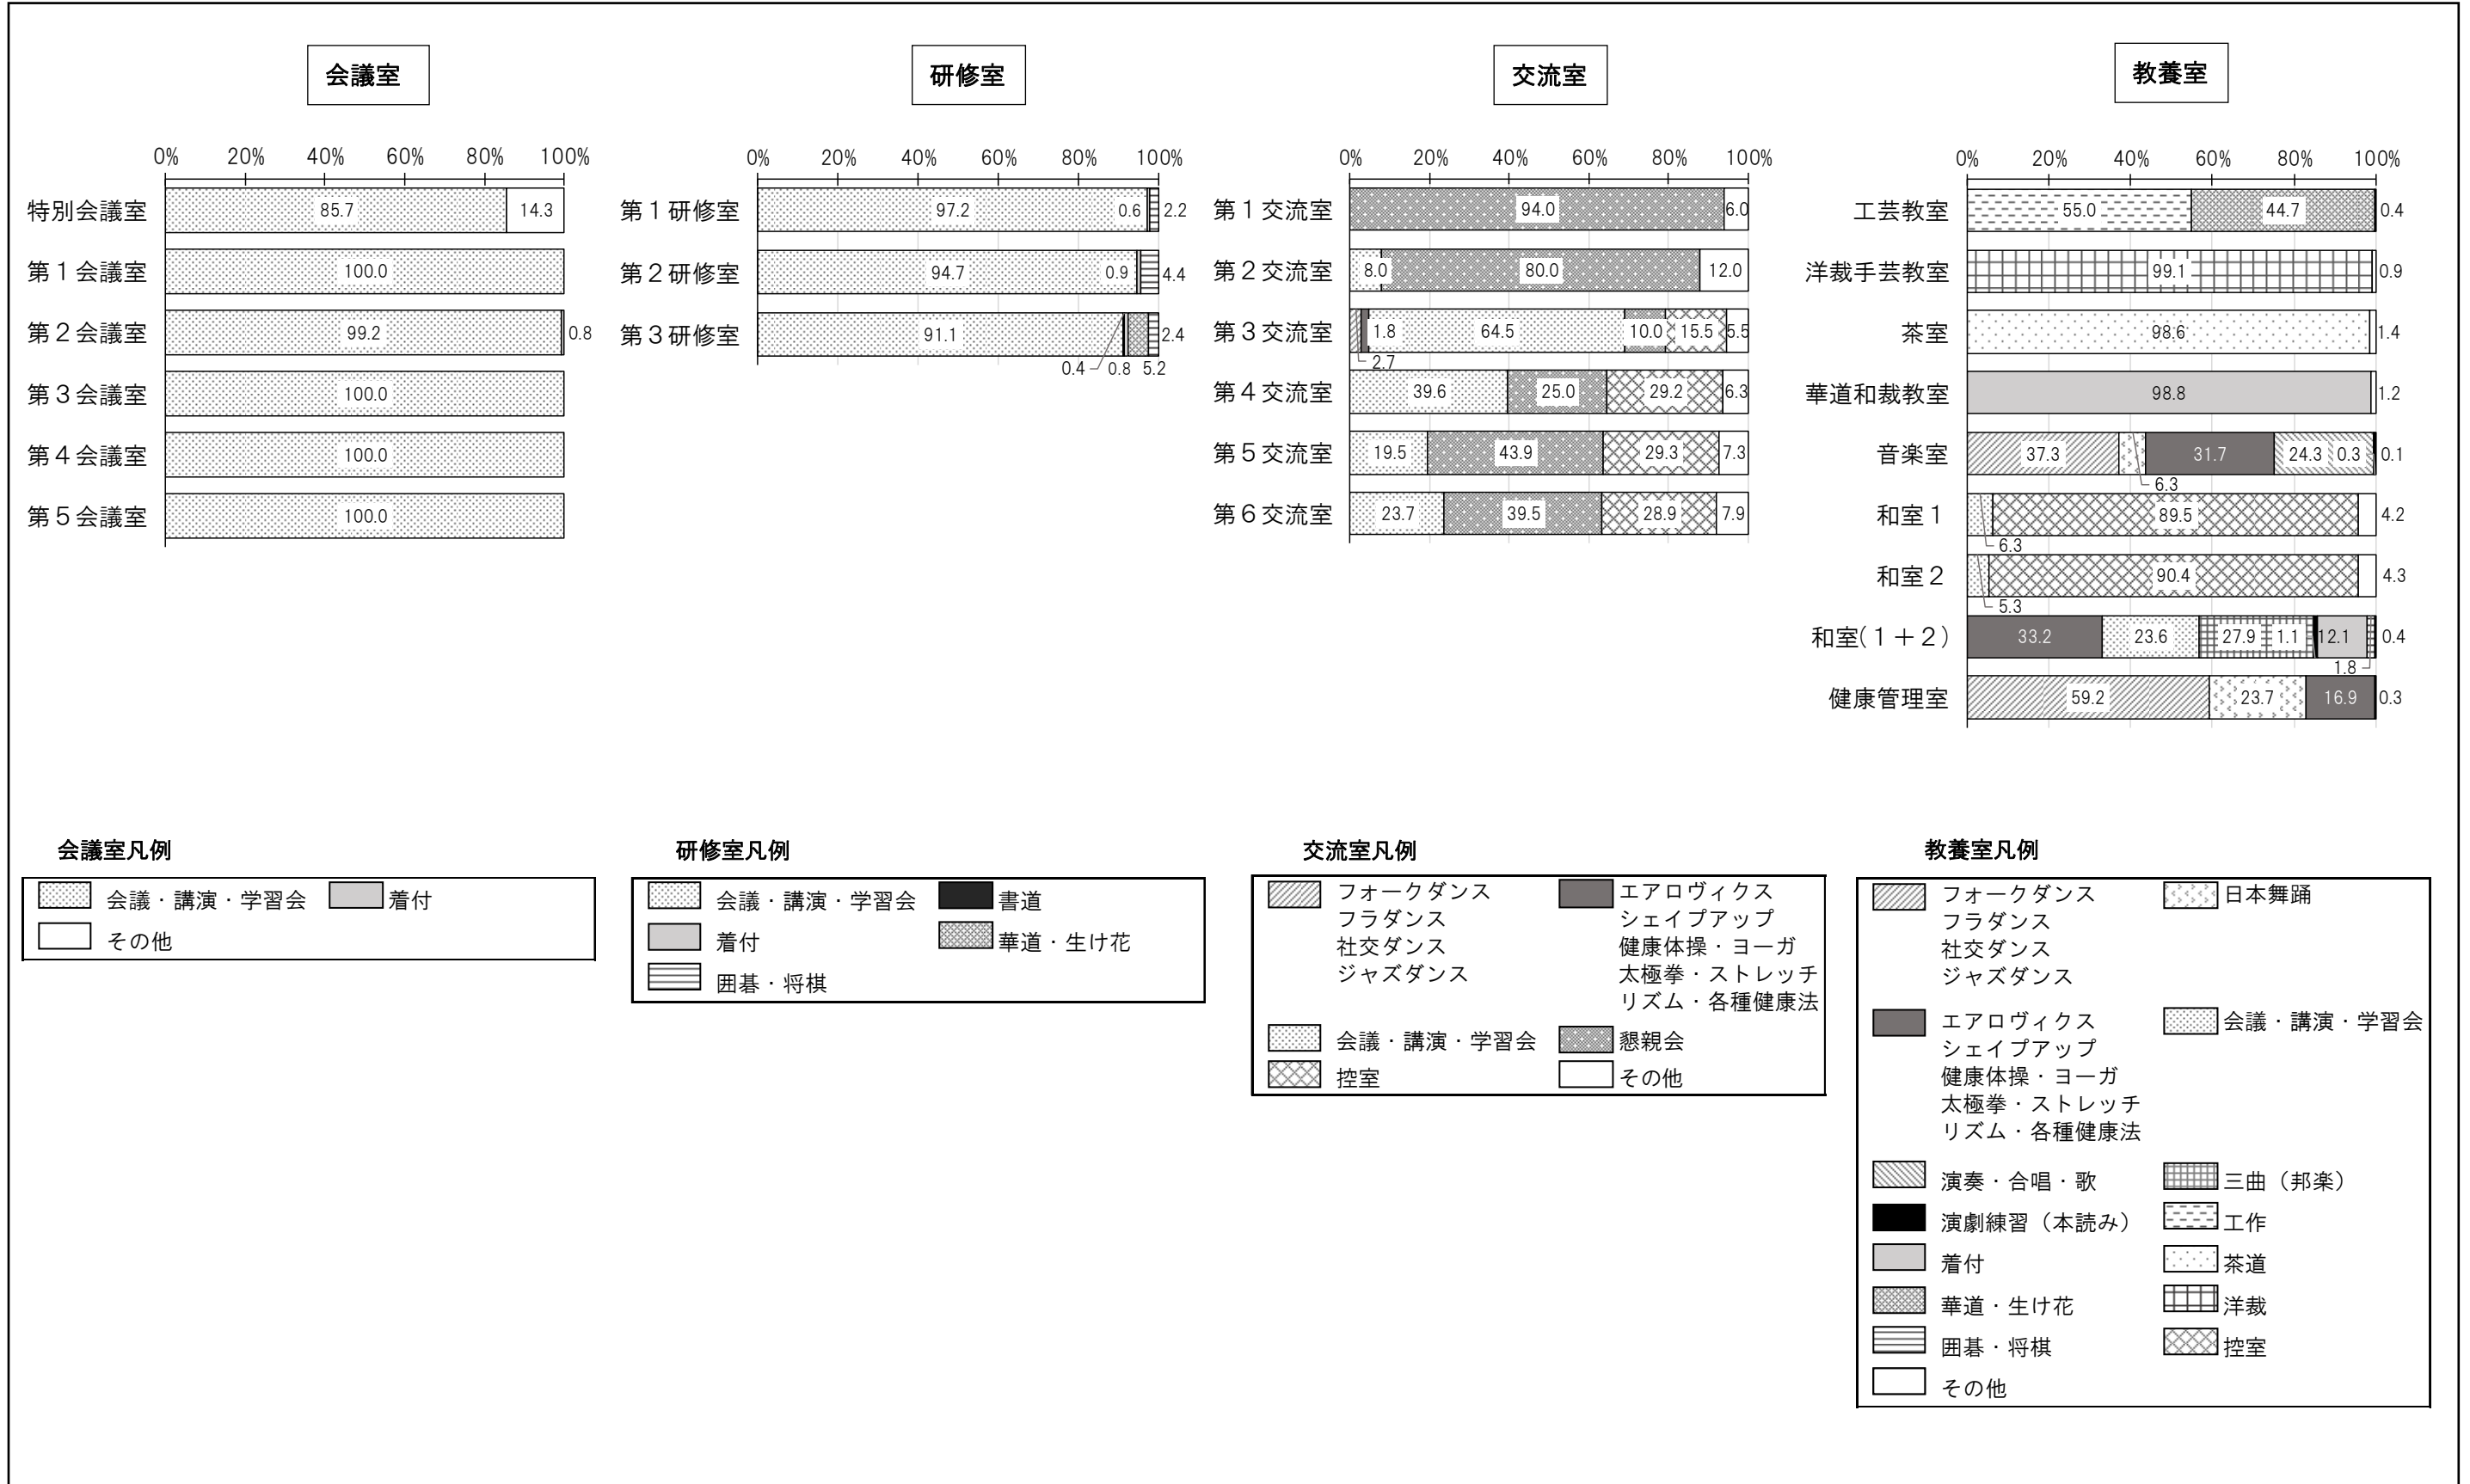 会議室
0% 20% 40% 60% 80% 100%
特別会議室 85.7 14.3
第１会議室 100.0
第２会議室 99.2 0.8
第３会議室 100.0
第４会議室 100.0
第５会議室 100.0
研修室
0% 20% 40% 60% 80% 100%
第１研修室 97.2 0.6 2.2
第２研修室 94.7 0.9 4.4
第３研修室 91.1 2.4
0.4 0.8 5.2
交流室
0% 20% 40% 60% 80% 100%
第１交流室 94.0 6.0
第２交流室 8.0 80.0 12.0
第３交流室 1.8 64.5 10.0 15.5 5.5
2.7
第４交流室 39.6 25.0 29.2 6.3
第５交流室 19.5 43.9 29.3 7.3
第６交流室 23.7 39.5 28.9 7.9
教養室
0% 20% 40% 60% 80% 100%
工芸教室 55.0 44.7 0.4
洋裁手芸教室 99.1 0.9
茶室 98.6 1.4
華道和裁教室 98.8 1.2
音楽室 37.3 31.7 24.3 0.3 0.1
6.3
和室１ 89.5 4.2
6.3
和室２ 90.4 4.3
5.3
和室(１＋２) 33.2 23.6 27.9 1.1 12.1 0.4
1.8
健康管理室 59.2 23.7 16.9 0.3
会議室凡例
会議・講演・学習会 着付
その他
研修室凡例
会議・講演・学習会 書道
着付 華道・生け花
囲碁・将棋
交流室凡例
フォークダンス
フラダンス
社交ダンス
ジャズダンス
エアロヴィクス
シェイプアップ
健康体操・ヨーガ
太極拳・ストレッチ
リズム・各種健康法
会議・講演・学習会 懇親会
控室 その他
教養室凡例
フォークダンス
フラダンス
社交ダンス
ジャズダンス
日本舞踊
エアロヴィクス
シェイプアップ
健康体操・ヨーガ
太極拳・ストレッチ
リズム・各種健康法
会議・講演・学習会
演奏・合唱・歌 三曲（邦楽）
演劇練習（本読み） 工作
着付 茶道
華道・生け花 洋裁
囲碁・将棋 控室
その他